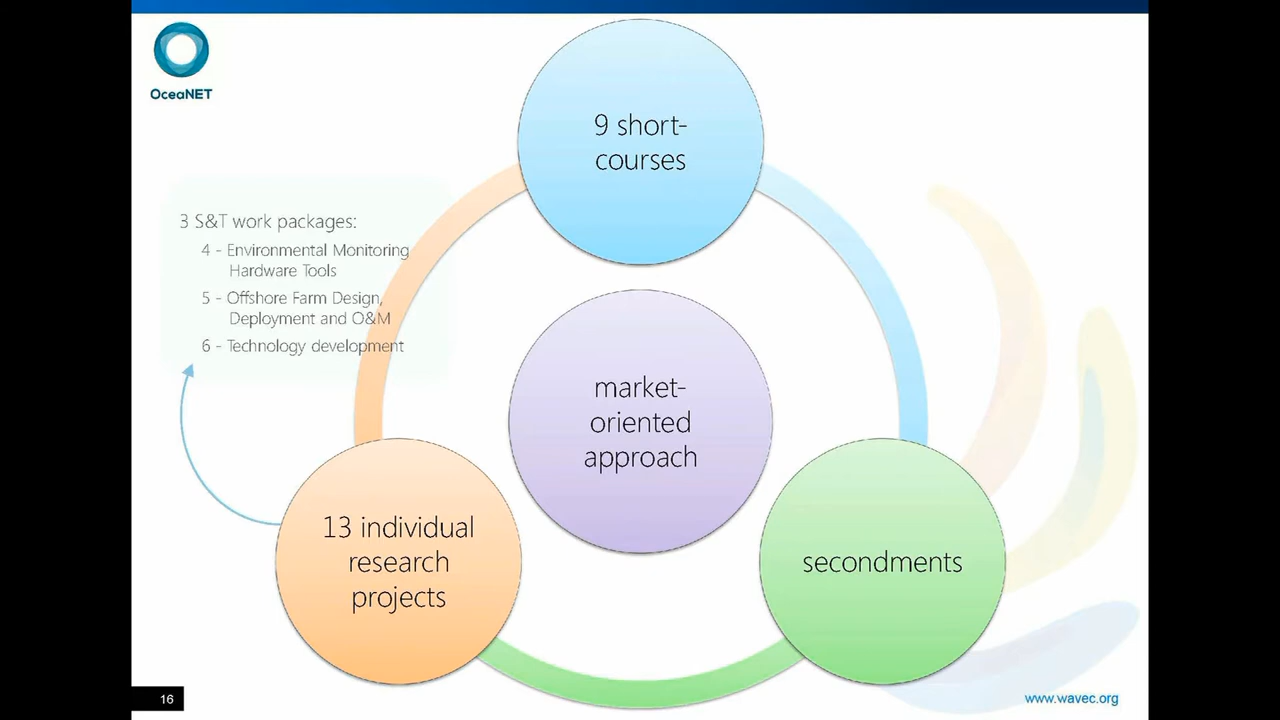 OceaNET
9 short-
courses
3 S&T work packages:
4 - Environmental Monitoring
Hardware Tools
5 - Offshore Farm Design,
Deployment and O&M
6 - Technology development
market-
oriented
approach
13 individual
research
projects
secondments
16
www.wavec.org